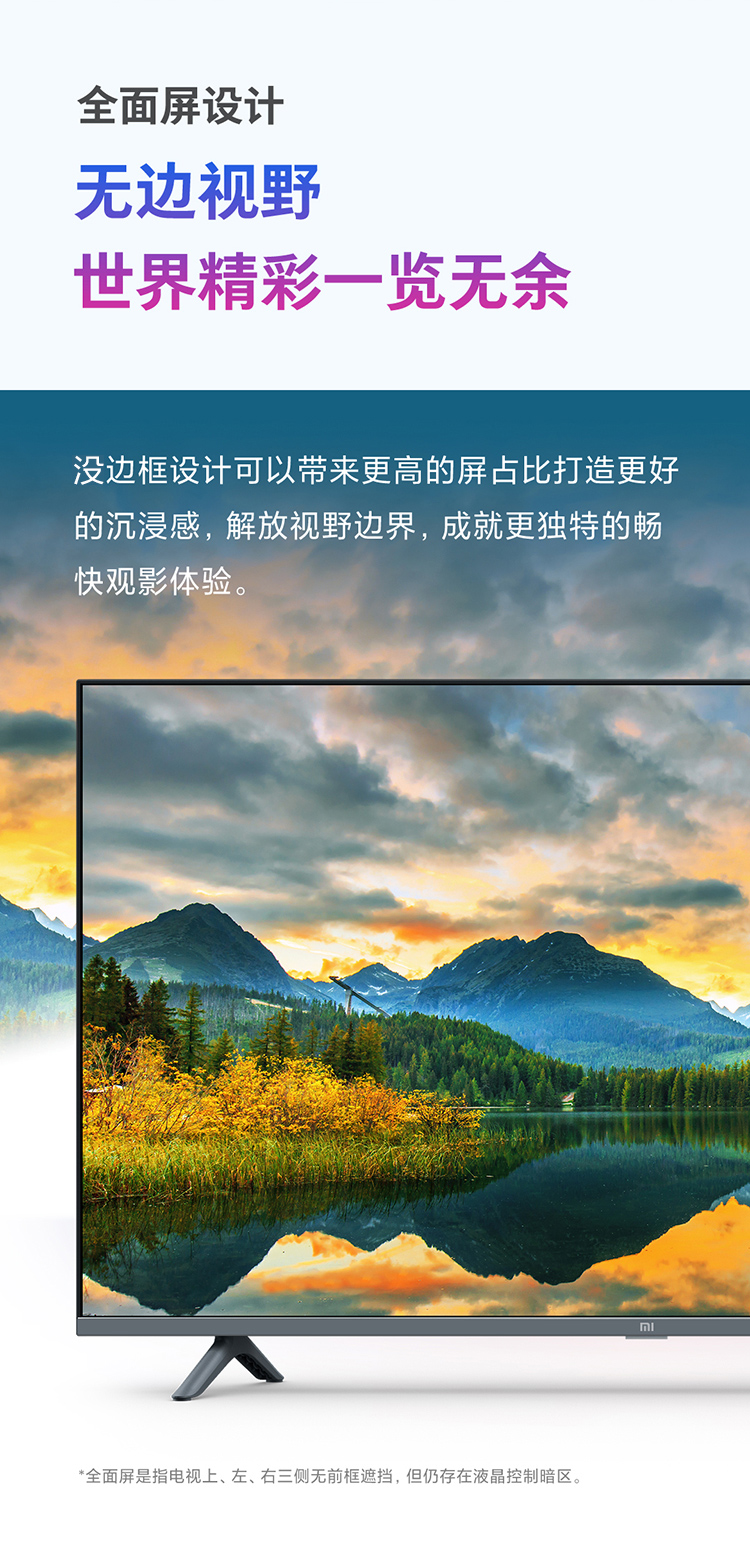 全面屏设计
无边视野
世界精彩一览无余
没边框设计可以带来更高的屏占比打造更好
的沉浸感，解放视野边界，成就更独特的畅
快观影体验。
mi
*全面屏是指电视上、左、右三侧无前框遮挡，但仍存在液晶控制暗区。